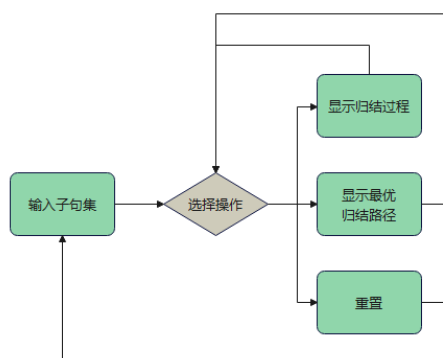 显示归结过程
输入子句集
选择操作
显示最优
归结路径
重置